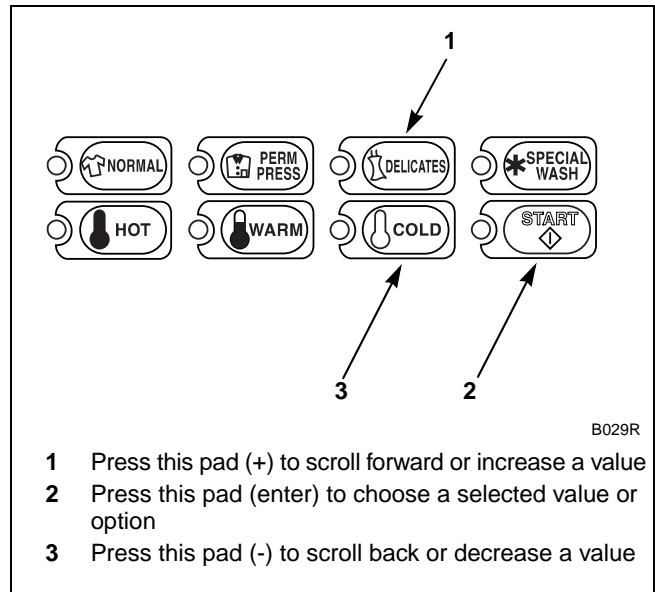 1
NORMAL PERM PRESS DELICATES SPECIAL WASH
HOT WARM COLD START
3 2
B029R
1 Press this pad (+) to scroll forward or increase a value
2 Press this pad (enter) to choose a selected value or
option
3 Press this pad (-) to scroll back or decrease a value